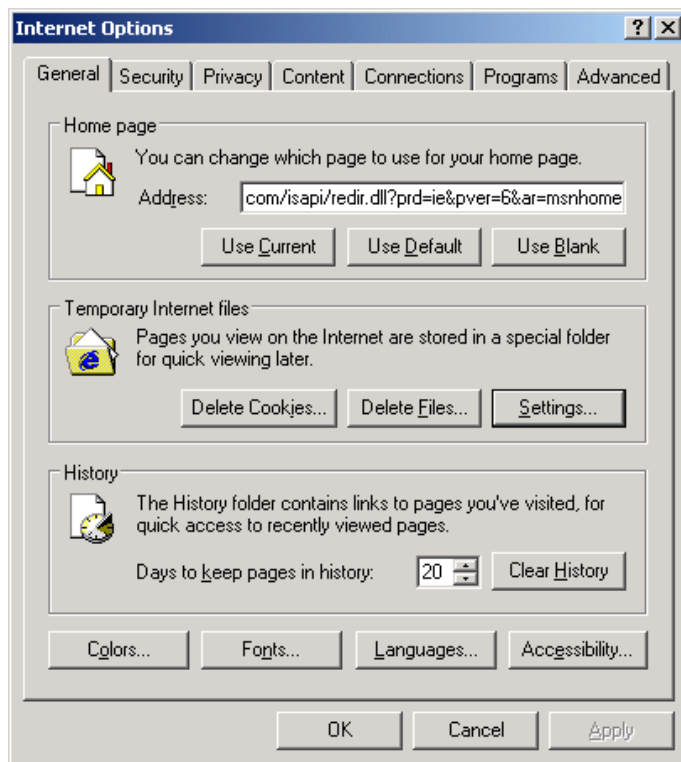 Internet Options
General Security Privacy Content Connections Programs Advanced
Home page
You can change which page to use for your home page.
Address: com/isapi/redir.dll?prd=ie&pver=6&ar=msnhome
Use Current Use Default Use Blank
Temporary Internet files
Pages you view on the Internet are stored in a special folder
for quick viewing later.
Delete Cookies... Delete Files... Settings...
History
The History folder contains links to pages you've visited, for
quick access to recently viewed pages.
Days to keep pages in history: 20 Clear History
Colors... Fonts... Languages... Accessibility...
OK Cancel Apply